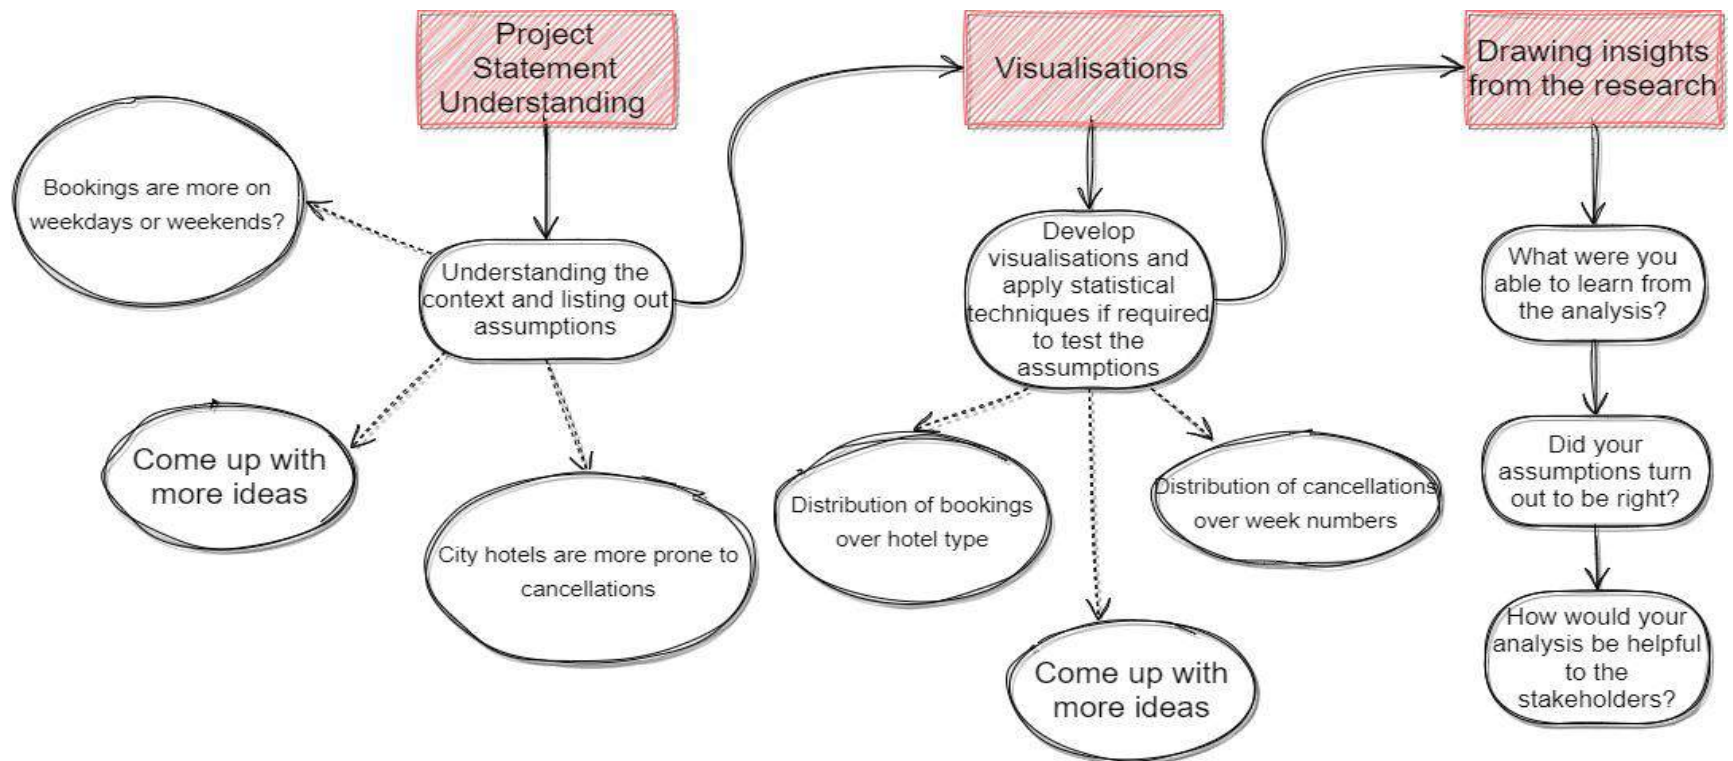 Project
Statement
Understanding
Visualisations
Drawing insights
from the research
Bookings are more on
weekdays or weekends?
Understanding the
context and listing out
assumptions
Come up with
more ideas
City hotels are more prone to
cancellations
Develop
visualisations and
apply statistical
techniques if required
to test the
assumptions
Distribution of bookings
over hotel type
Come up with
more ideas
Distribution of cancellations
over week numbers
What were you
able to learn from
the analysis?
Did your
assumptions turn
out to be right?
How would your
analysis be helpful
to the
stakeholders?